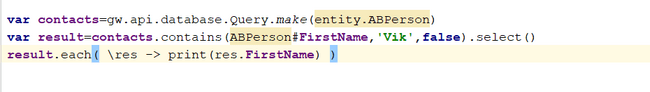 var contacts=gw.api.database.Query.make(entity.ABPerson)
var result=contacts.contains(ABPerson#FirstName,'Vik',false).select()
result.each( \res -> print(res.FirstName) )